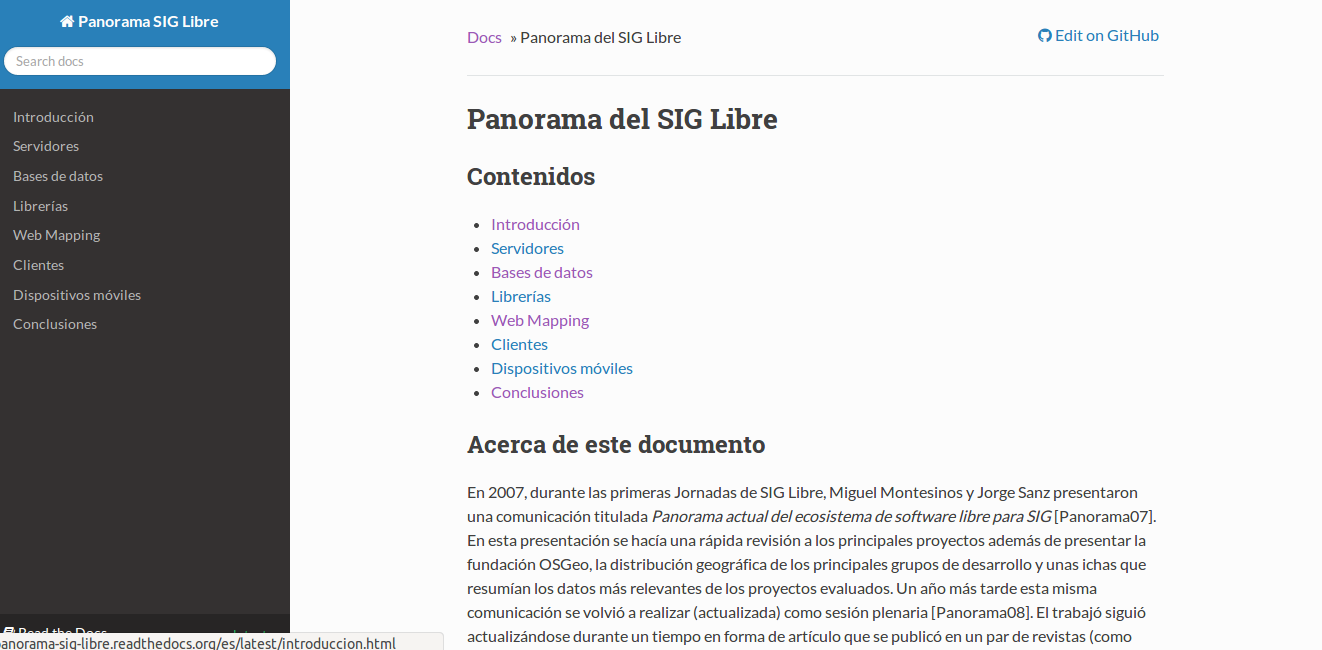 Panorama SIG Libre
Search docs
Introducción
Servidores
Bases de datos
Librerías
Web Mapping
Clientes
Dispositivos móviles
Conclusiones
Read the Docs
panorama-sig-libre.readthedocs.org/es/latest/introduccion.html
Docs » Panorama del SIG Libre
Edit on GitHub
Panorama del SIG Libre
Contenidos
Introducción
Servidores
Bases de datos
Librerías
Web Mapping
Clientes
Dispositivos móviles
Conclusiones
Acerca de este documento
En 2007, durante las primeras Jornadas de SIG Libre, Miguel Montesinos y Jorge Sanz presentaron
una comunicación titulada Panorama actual del ecosistema de software libre para SIG [Panorama07].
En esta presentación se hacía una rápida revisión a los principales proyectos además de presentar la
fundación OSGeo, la distribución geográfica de los principales grupos de desarrollo y unas ichas que
resumían los datos más relevantes de los proyectos evaluados. Un año más tarde esta misma
comunicación se volvió a realizar (actualizada) como sesión plenaria [Panorama08]. El trabajó siguió
actualizándose durante un tiempo en forma de artículo que se publicó en un par de revistas (como